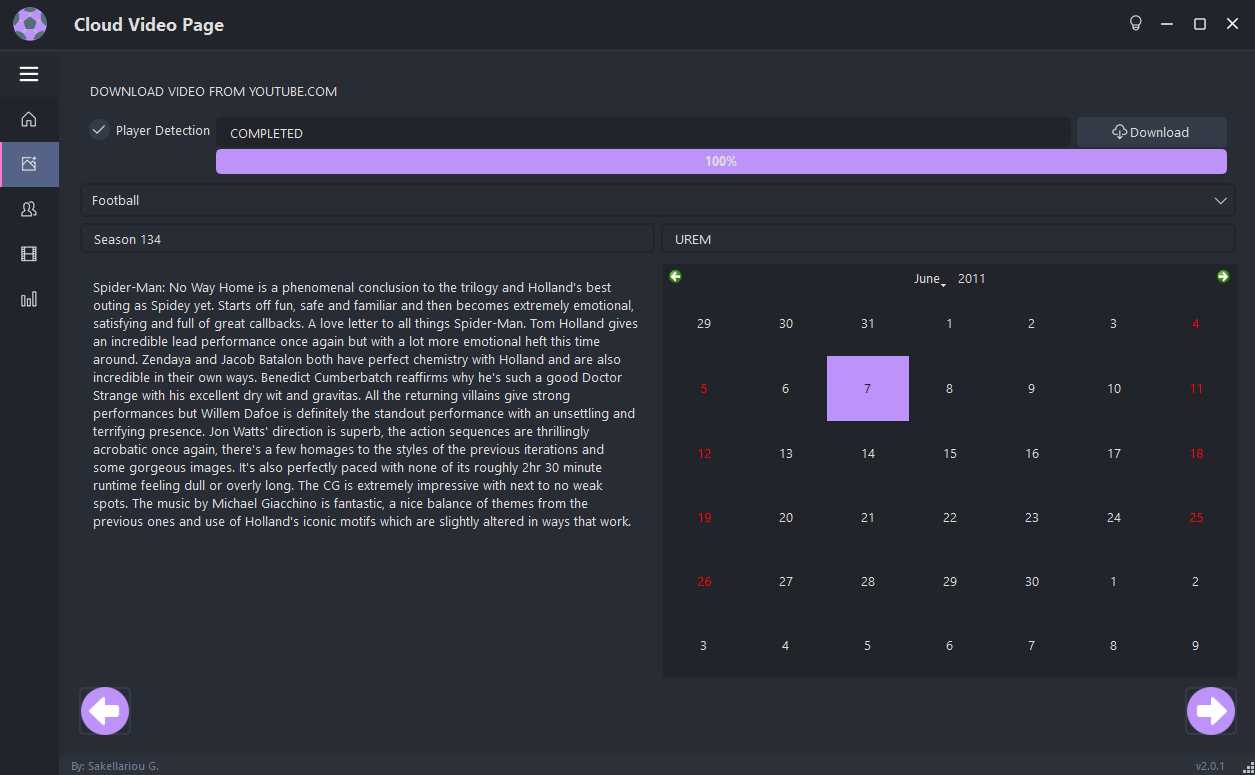 Cloud Video Page
DOWNLOAD VIDEO FROM YOUTUBE.COM
Player Detection
COMPLETED
Download
100%
Football
Season 134
UREM
Spider-Man: No Way Home is a phenomenal conclusion to the trilogy and Holland's best
outing as Spidey yet. Starts off fun, safe and familiar and then becomes extremely emotional,
satisfying and full of great callbacks. A love letter to all things Spider-Man. Tom Holland gives
an incredible lead performance once again but with a lot more emotional heft this time
around. Zendaya and Jacob Batalon both have perfect chemistry with Holland and are also
incredible in their own ways. Benedict Cumberbatch reaffirms why he's such a good Doctor
Strange with his excellent dry wit and gravitas. All the returning villains give strong
performances but Willem Dafoe is definitely the standout performance with an unsettling and
terrifying presence. Jon Watts' direction is superb, the action sequences are thrillingly
acrobatic once again, there's a few homages to the styles of the previous iterations and
some gorgeous images. It's also perfectly paced with none of its roughly 2hr 30 minute
runtime feeling dull or overly long. The CG is extremely impressive with next to no weak
spots. The music by Michael Giacchino is fantastic, a nice balance of themes from the
previous ones and use of Holland's iconic motifs which are slightly altered in ways that work.
June 2011
29 30 31 1 2 3 4
5 6 7 8 9 10 11
12 13 14 15 16 17 18
19 20 21 22 23 24 25
26 27 28 29 30 1 2
3 4 5 6 7 8 9
By: Sakellariou G.
v2.0.1